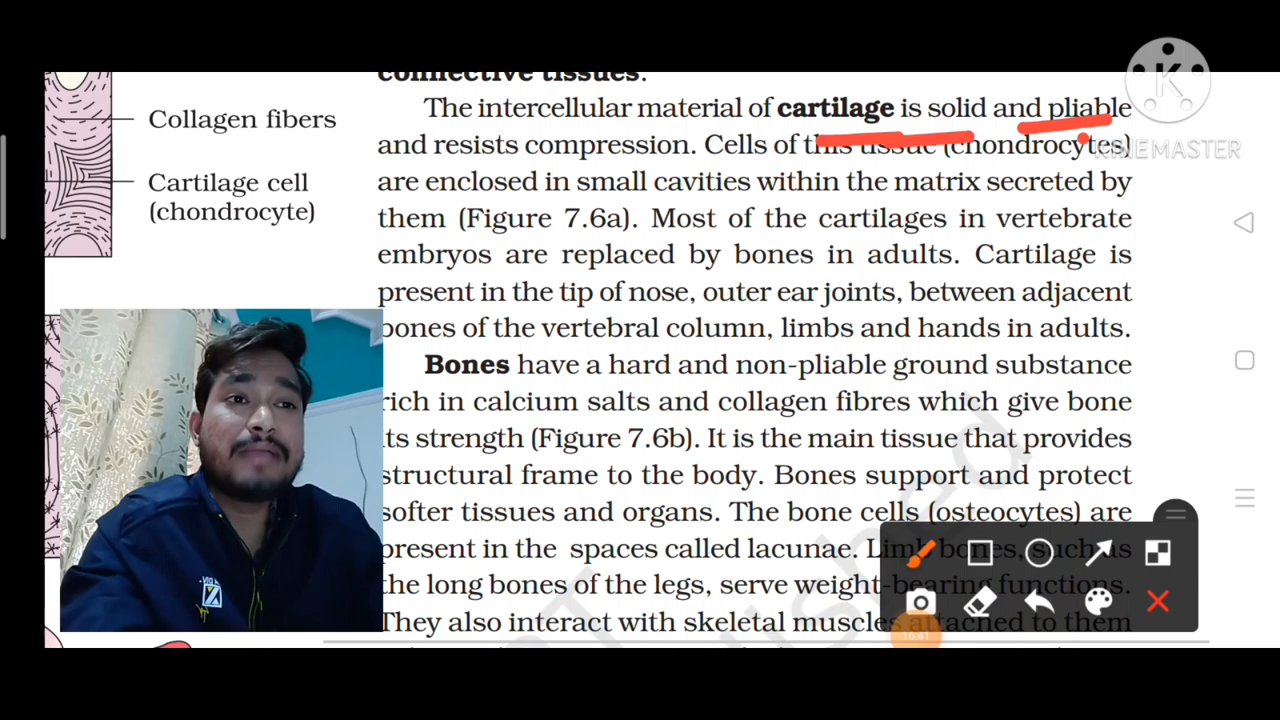 connective tissues.
The intercellular material of cartilage is solid and pliable
and resists compression. Cells of this tissue (chondrocytes)
are enclosed in small cavities within the matrix secreted by
them (Figure 7.6a). Most of the cartilages in vertebrate
embryos are replaced by bones in adults. Cartilage is
present in the tip of nose, outer ear joints, between adjacent
bones of the vertebral column, limbs and hands in adults.
Bones have a hard and non-pliable ground substance
rich in calcium salts and collagen fibres which give bone
its strength (Figure 7.6b). It is the main tissue that provides
structural frame to the body. Bones support and protect
softer tissues and organs. The bone cells (osteocytes) are
present in the spaces called lacunae. Limb bones, such as
the long bones of the legs, serve weight-bearing functions.
They also interact with skeletal muscles attached to them
Collagen fibers
Cartilage cell
(chondrocyte)
K
KINEMASTER
16:41